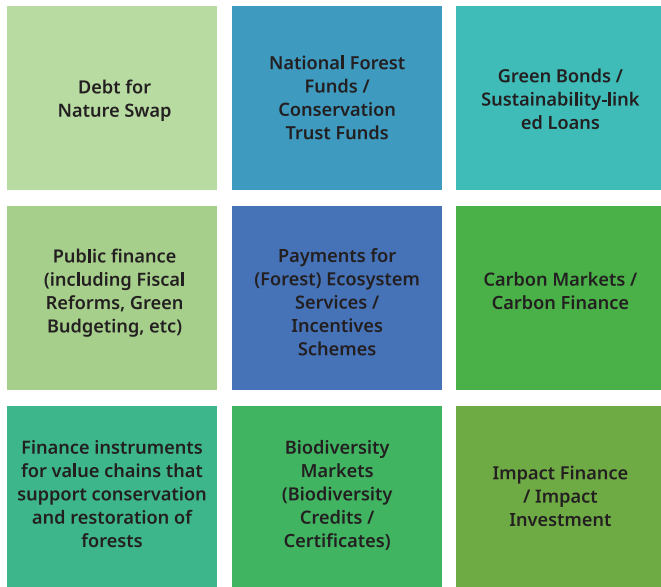 Debt for
Nature Swap
National Forest
Funds /
Conservation
Trust Funds
Green Bonds /
Sustainability-link
ed Loans
Public finance
(including Fiscal
Reforms, Green
Budgeting, etc)
Payments for
(Forest) Ecosystem
Services /
Incentives
Schemes
Carbon Markets /
Carbon Finance
Finance instruments
for value chains that
support conservation
and restoration of
forests
Biodiversity
Markets
(Biodiversity
Credits /
Certificates)
Impact Finance
/ Impact
Investment